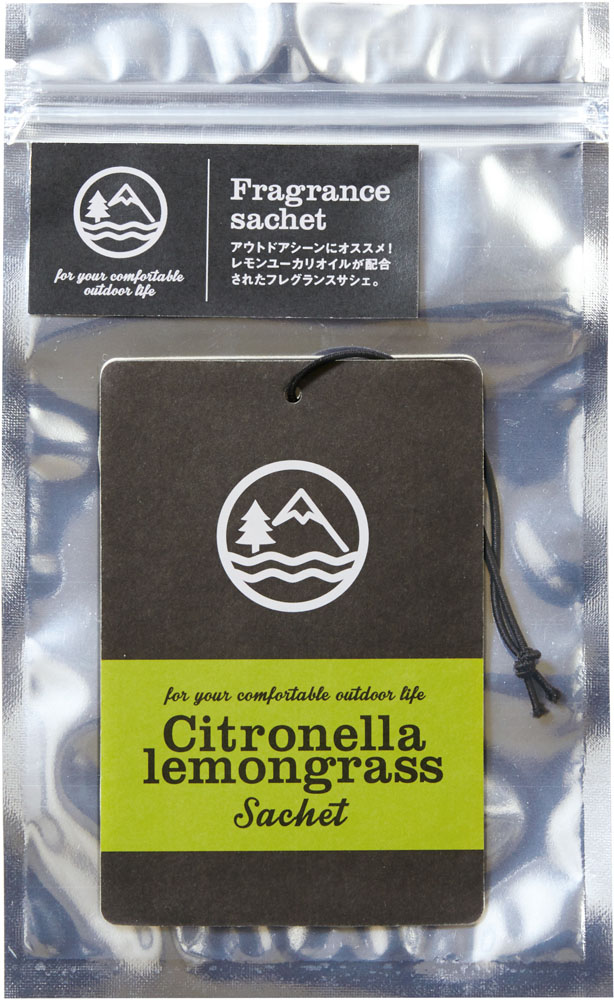 for your comfortable
outdoor life
Fragrance
sachet
アウトドアシーンにオススメ!
レモンユーカリオイルが配合
されたフレグランスサシェ。
for your comfortable outdoor life
Citronella
lemongrass
Sachet